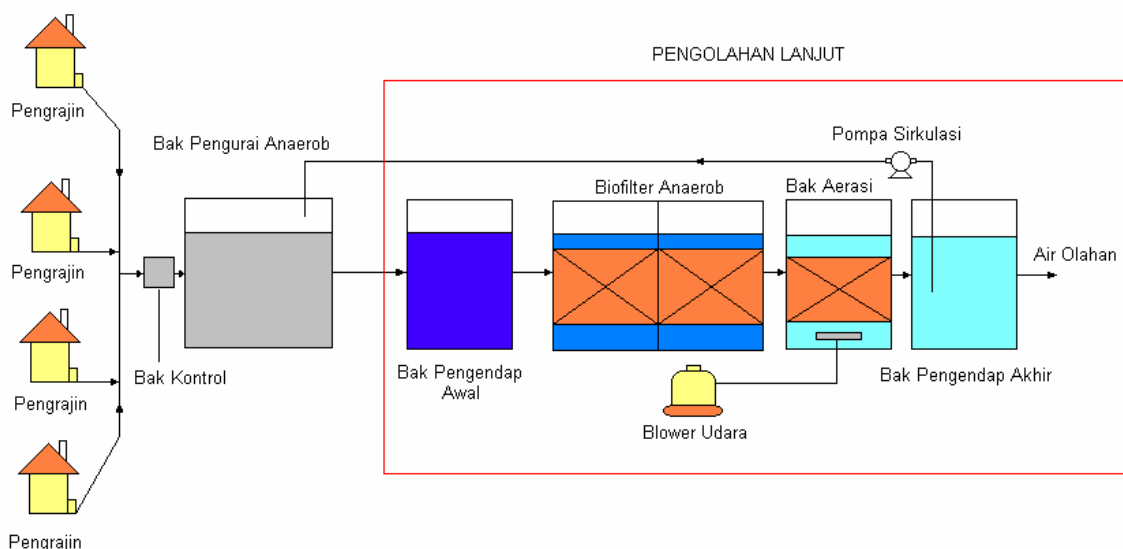 PENGOLAHAN LANJUT
Pengrajin
Bak Pengurai Anaerob
Pompa Sirkulasi
Biofilter Anaerob
Bak Aerasi
Pengrajin
Air Olahan
Bak Kontrol
Bak Pengendap
Awal
Bak Pengendap Akhir
Pengrajin
Blower Udara
Pengrajin